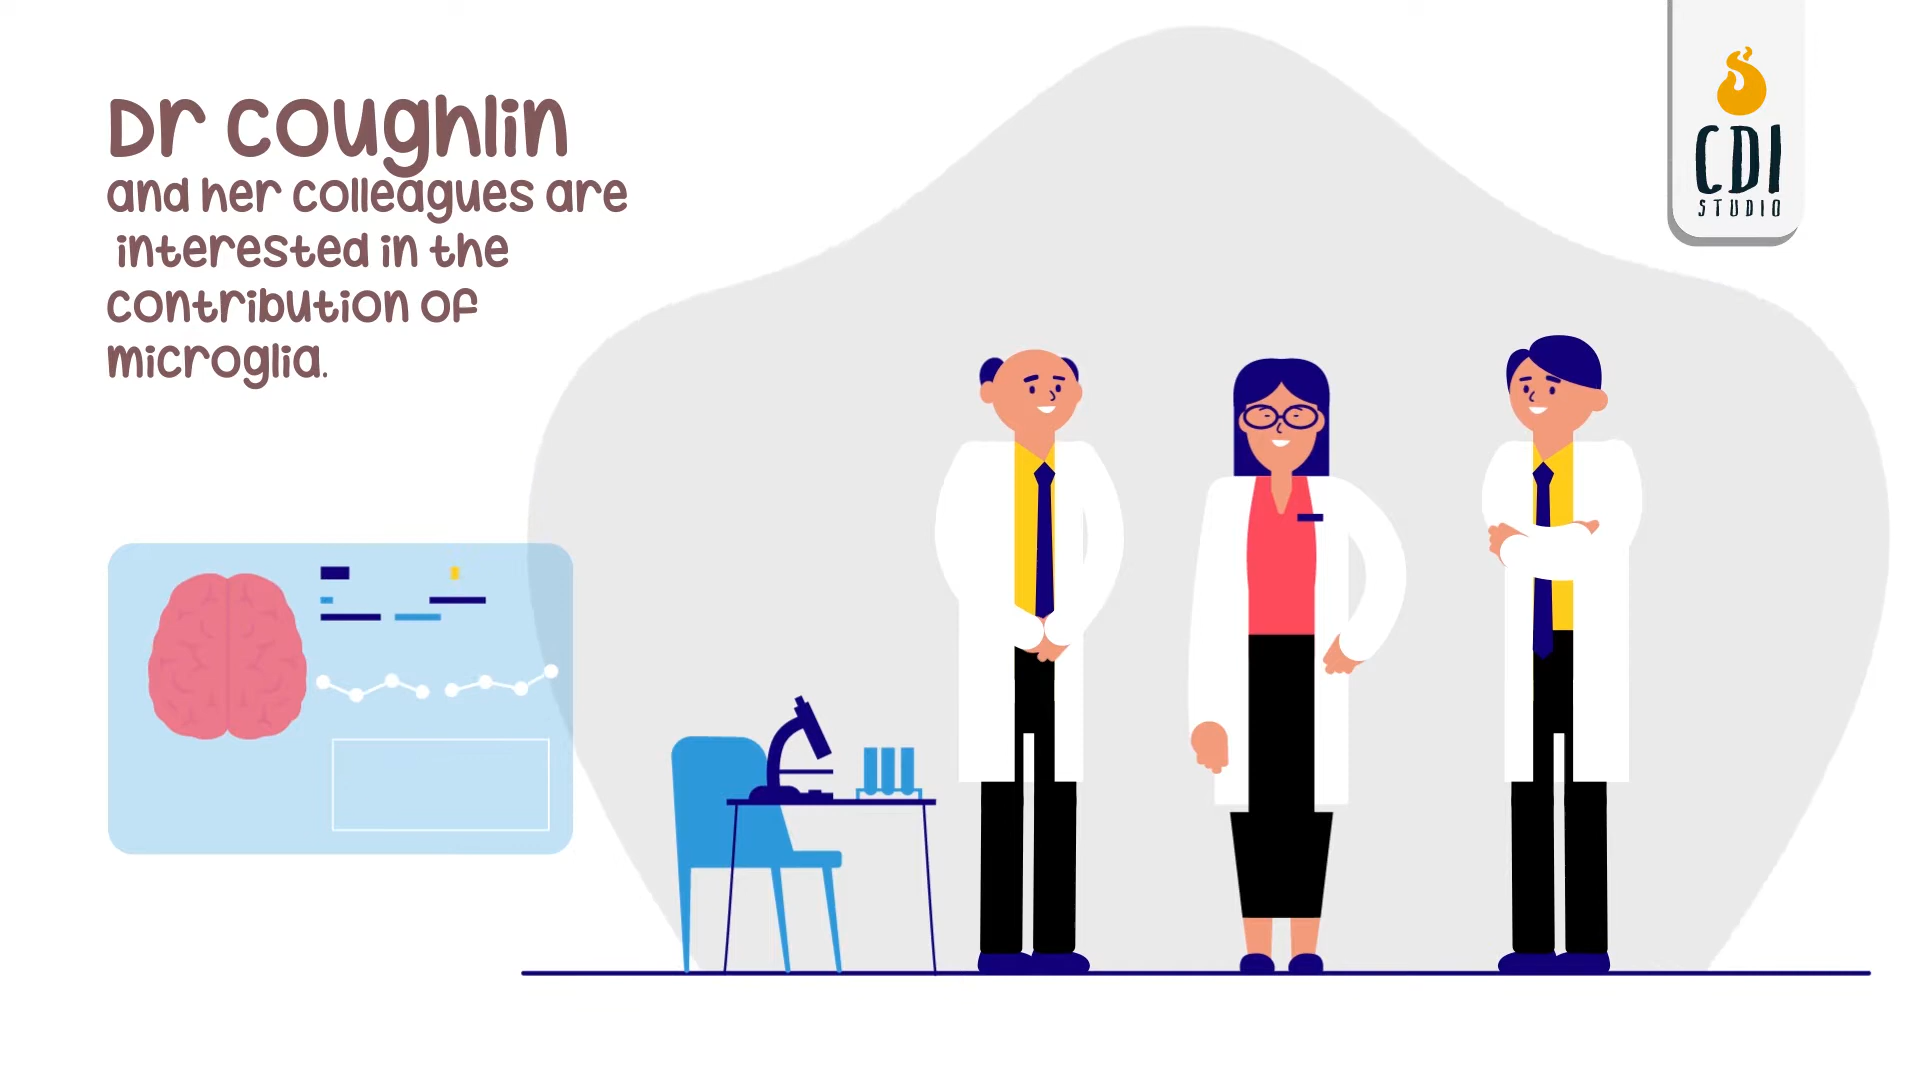 Dr Coughlin
and her colleagues are
interested in the
contribution of
microglia.
CDI
STUDIO